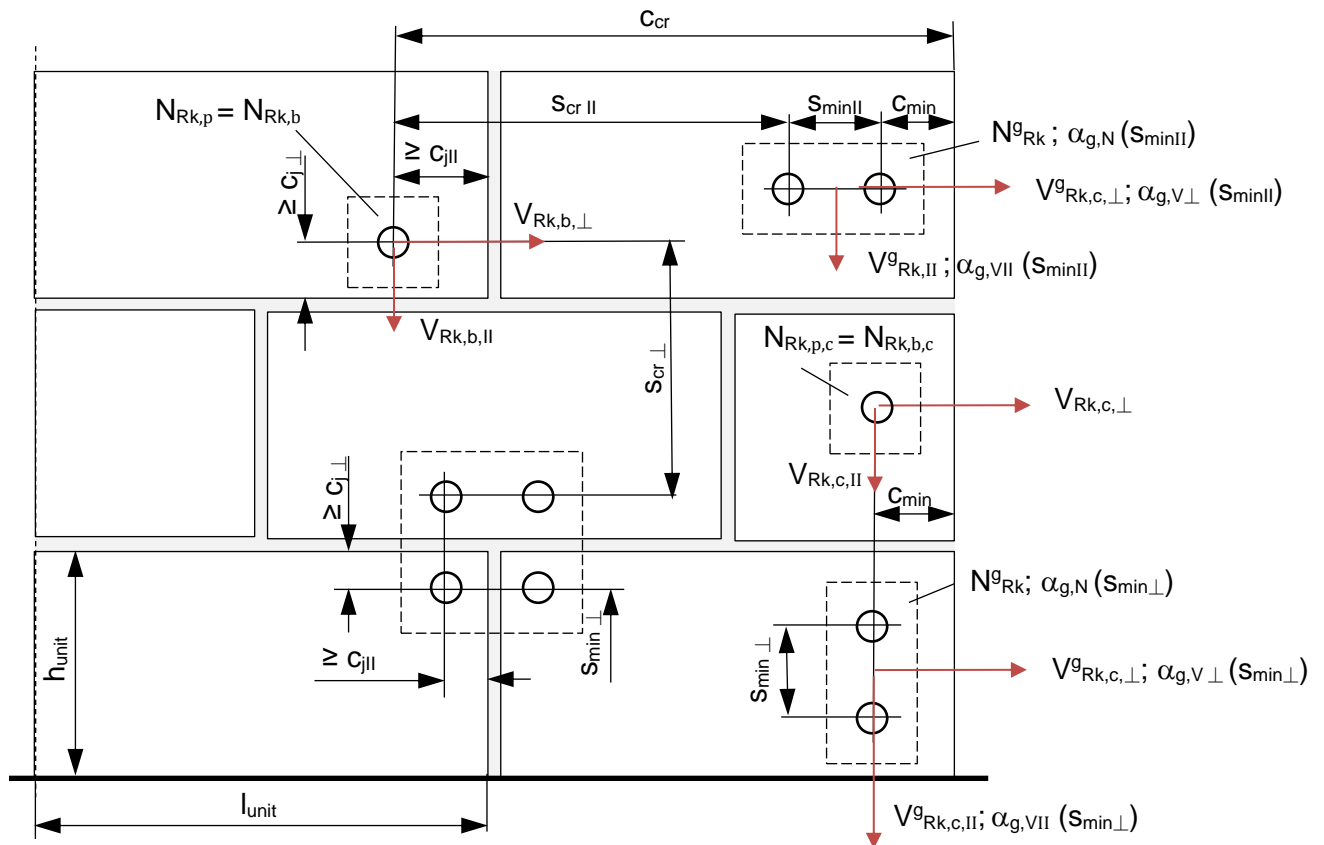 c_cr
N_Rk,p = N_Rk,b
s_cr II
s_minII
c_min
N^g_Rk ; α_g,N (s_minII)
≥ c_j⊥
≥ c_jII
V_Rk,b,⊥
V^g_Rk,c,⊥; α_g,V⊥ (s_minII)
V^g_Rk,II ; α_g,VII (s_minII)
V_Rk,b,II
s_cr⊥
N_Rk,p,c = N_Rk,b,c
V_Rk,c,⊥
V_Rk,c,II
c_min
≥ c_j⊥
N^g_Rk; α_g,N (s_min⊥)
h_unit
≥ c_jII
s_min⊥
s_min⊥
V^g_Rk,c,⊥; α_g,V⊥ (s_min⊥)
l_unit
V^g_Rk,c,II; α_g,VII (s_min⊥)